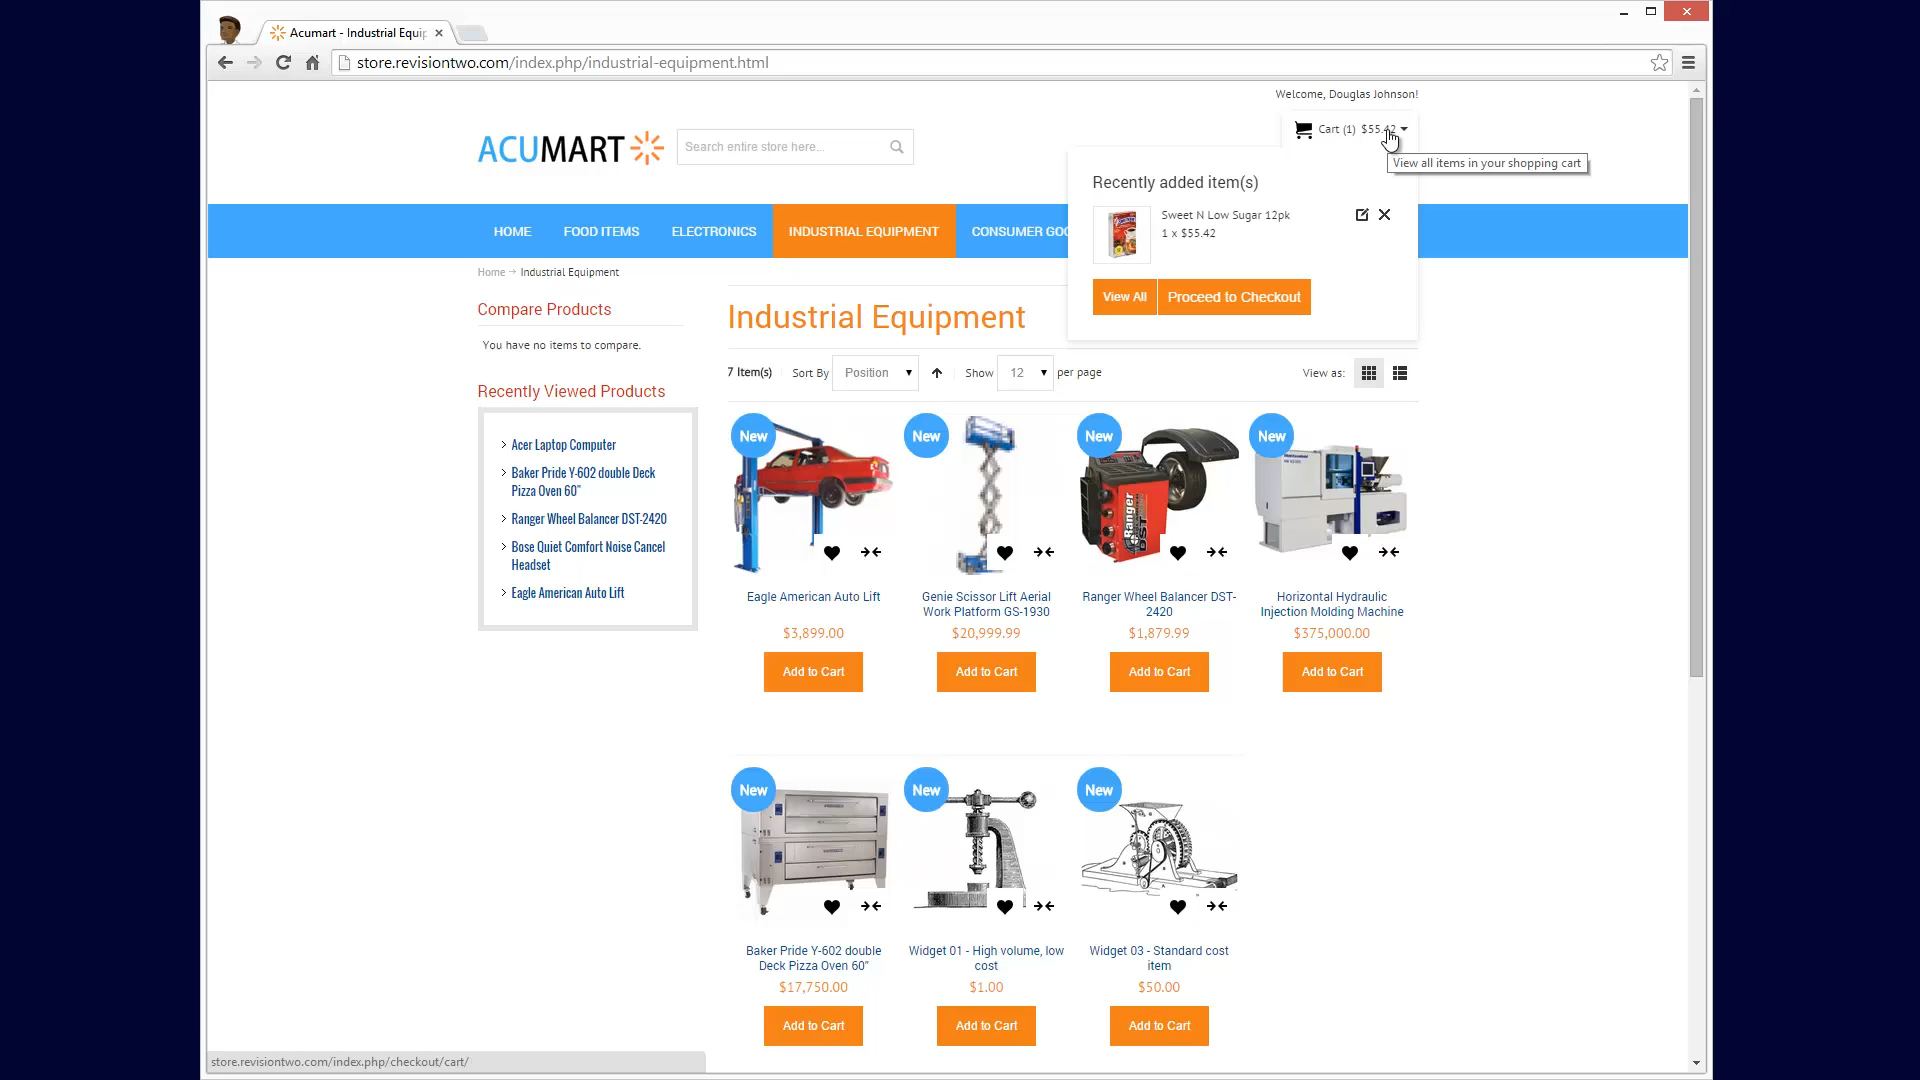 Acumart - Industrial Equip
store.revisiontwo.com/index.php/industrial-equipment.html
Welcome, Douglas Johnson!
Cart (1) $55.42
View all items in your shopping cart
ACUMART
Search entire store here...
Recently added item(s)
Sweet N Low Sugar 12pk
1 x $55.42
View All
Proceed to Checkout
HOME
FOOD ITEMS
ELECTRONICS
INDUSTRIAL EQUIPMENT
CONSUMER GOO
Home → Industrial Equipment
Compare Products
You have no items to compare.
Recently Viewed Products
Acer Laptop Computer
Baker Pride Y-602 double Deck
Pizza Oven 60"
Ranger Wheel Balancer DST-2420
Bose Quiet Comfort Noise Cancel
Headset
Eagle American Auto Lift
Industrial Equipment
7 Item(s)
Sort By
Position
Show
12
per page
View as:
New
New
New
New
Ranger
DST
2420
Eagle American Auto Lift
$3,899.00
Add to Cart
Genie Scissor Lift Aerial
Work Platform GS-1930
$20,999.99
Add to Cart
Ranger Wheel Balancer DST-
2420
$1,879.99
Add to Cart
Horizontal Hydraulic
Injection Molding Machine
$375,000.00
Add to Cart
New
New
New
Baker Pride Y-602 double
Deck Pizza Oven 60"
$17,750.00
Add to Cart
Widget 01 - High volume, low
cost
$1.00
Add to Cart
Widget 03 - Standard cost
item
$50.00
Add to Cart
store.revisiontwo.com/index.php/checkout/cart/